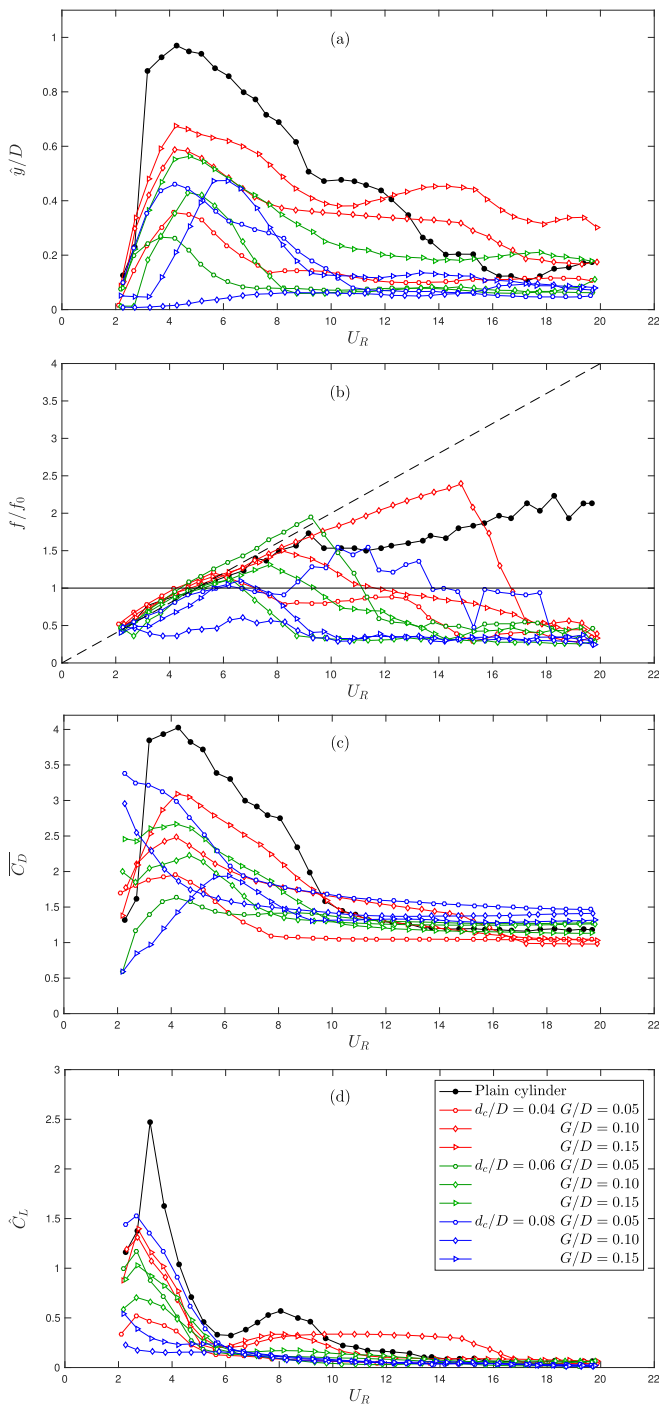 (a)
1
0.8
0.6
0.4
0.2
0
ŷ/D
0 2 4 6 8 10 12 14 16 18 20
U_R
(b)
4
3.5
3
2.5
2
1.5
1
0.5
0
f/f_0
0 2 4 6 8 10 12 14 16 18 20
U_R
(c)
4
3.5
3
2.5
2
1.5
1
0.5
0
C̅_D
0 2 4 6 8 10 12 14 16 18 20
U_R
(d)
3
2.5
2
1.5
1
0.5
0
Ĉ_L
Plain cylinder
d_c/D = 0.04 G/D = 0.05
G/D = 0.10
G/D = 0.15
d_c/D = 0.06 G/D = 0.05
G/D = 0.10
G/D = 0.15
d_c/D = 0.08 G/D = 0.05
G/D = 0.10
G/D = 0.15
0 2 4 6 8 10 12 14 16 18 20
U_R